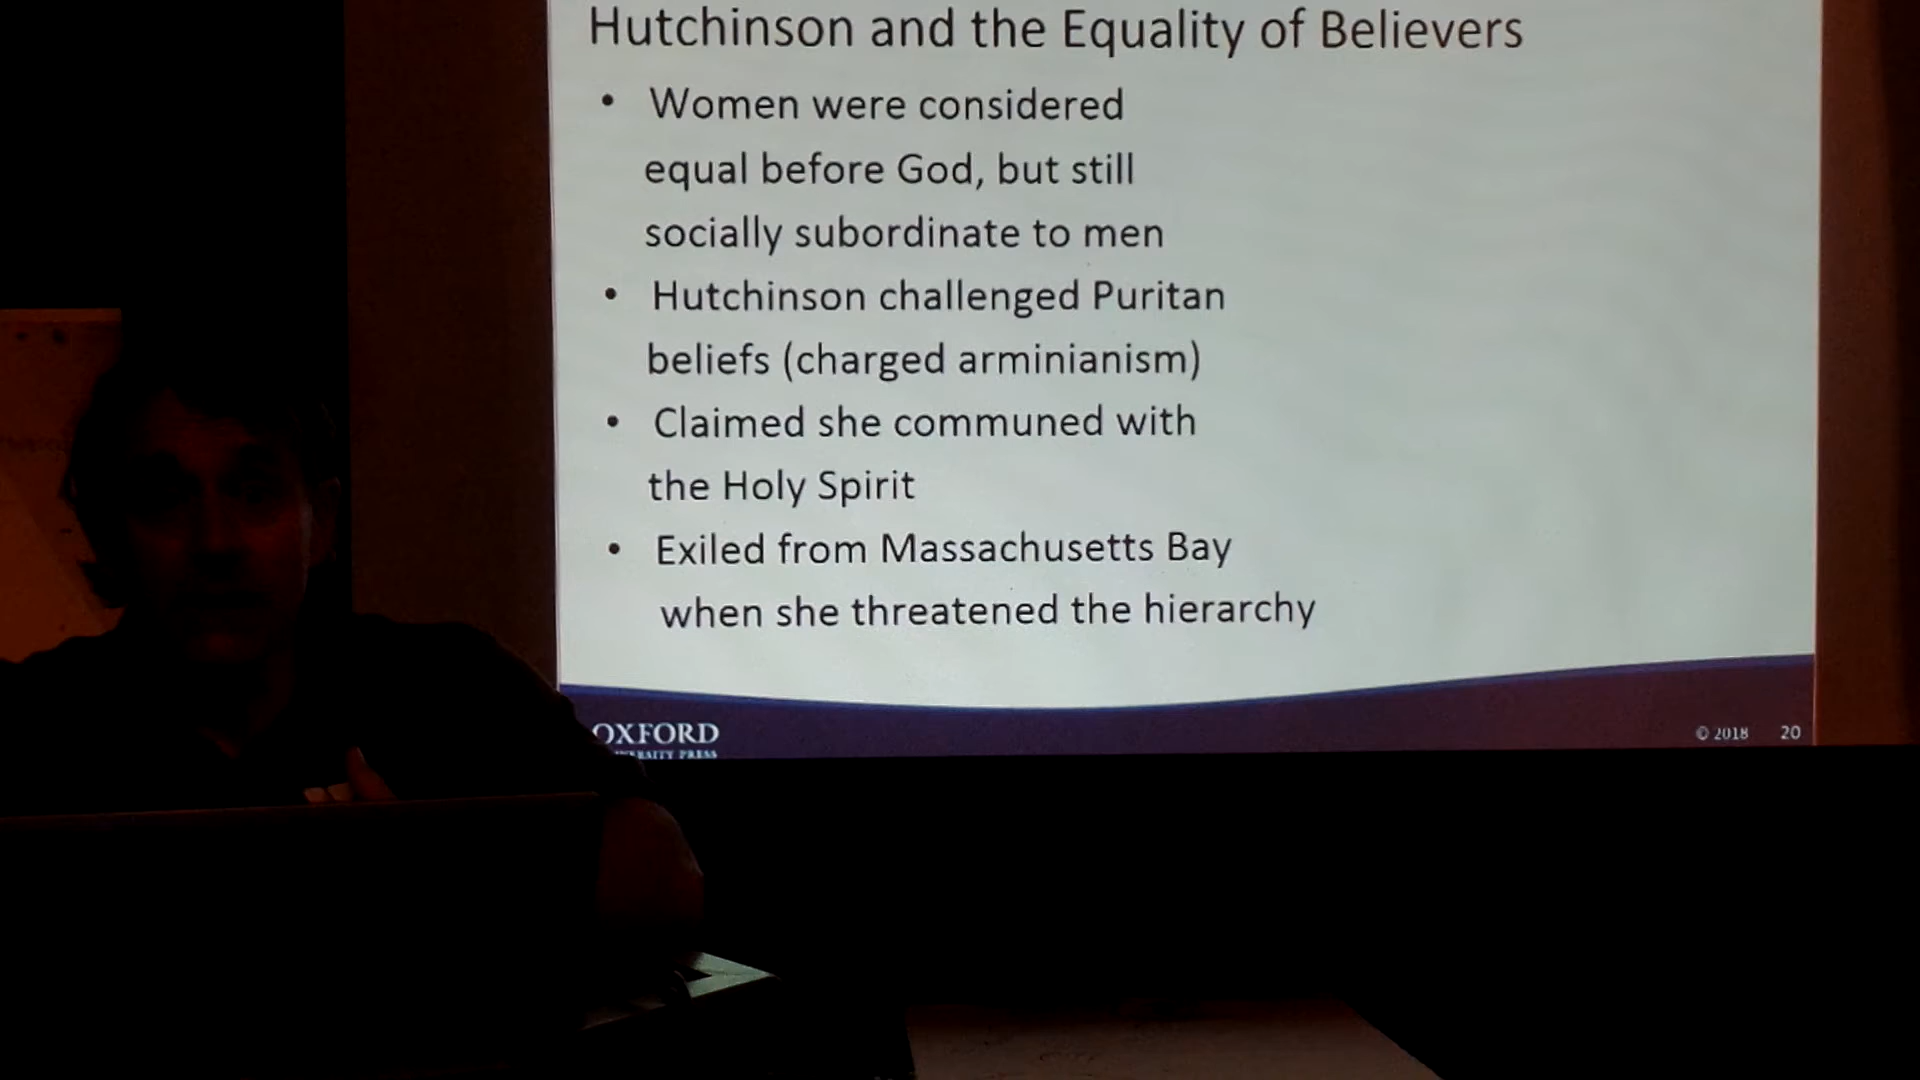 Hutchinson and the Equality of Believers
• Women were considered
equal before God, but still
socially subordinate to men
• Hutchinson challenged Puritan
beliefs (charged arminianism)
• Claimed she communed with
the Holy Spirit
• Exiled from Massachusetts Bay
when she threatened the hierarchy
OXFORD
PRESS
© 2018 20